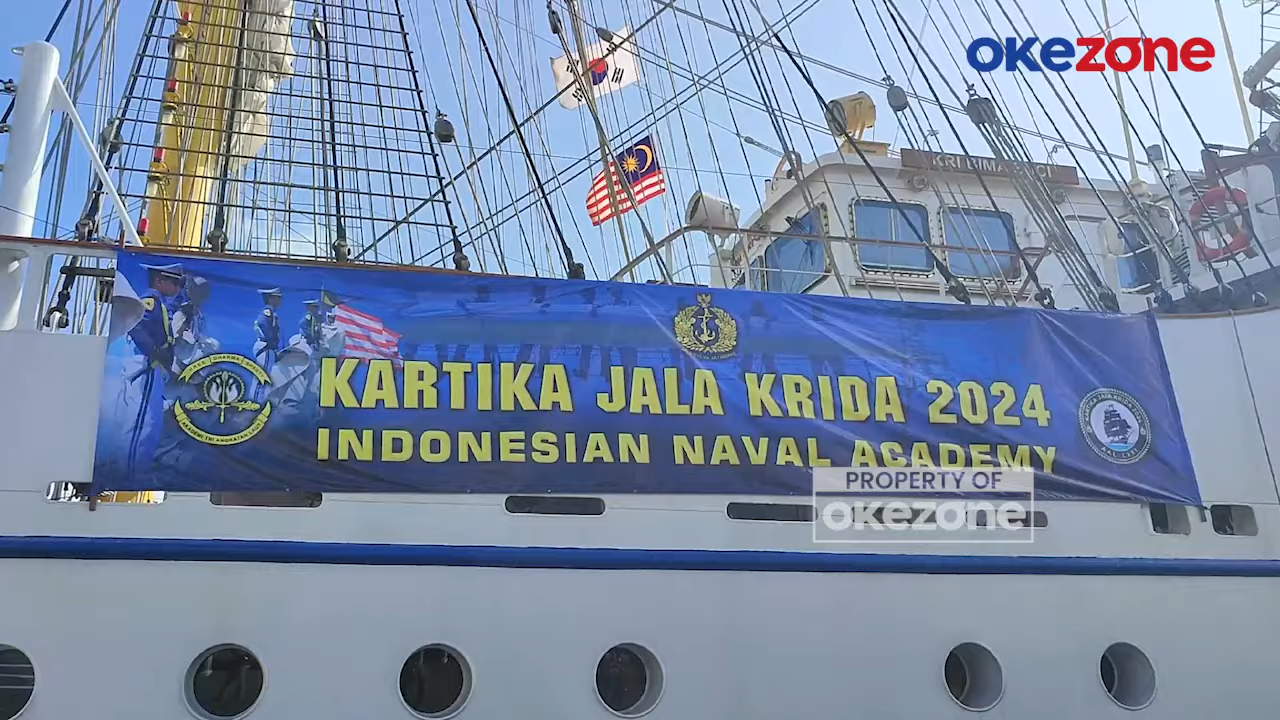 okezone
KRI BIMA SUCI
KARTIKA JALA KRIDA 2024
INDONESIAN NAVAL ACADEMY
PROPERTY OF
okezone